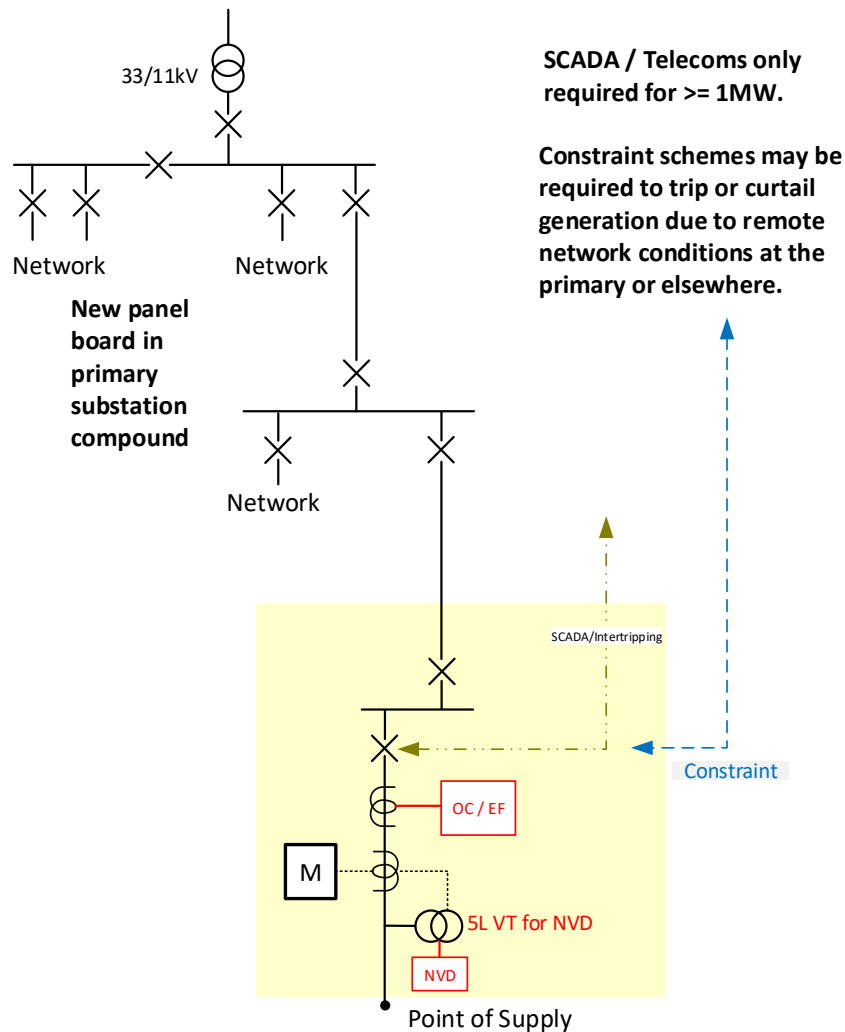 33/11kV
SCADA / Telecoms only
required for >= 1MW.
Constraint schemes may be
required to trip or curtail
generation due to remote
network conditions at the
primary or elsewhere.
Network
Network
New panel
board in
primary
substation
compound
Network
SCADA/Intertripping
Constraint
OC / EF
M
5L VT for NVD
NVD
Point of Supply